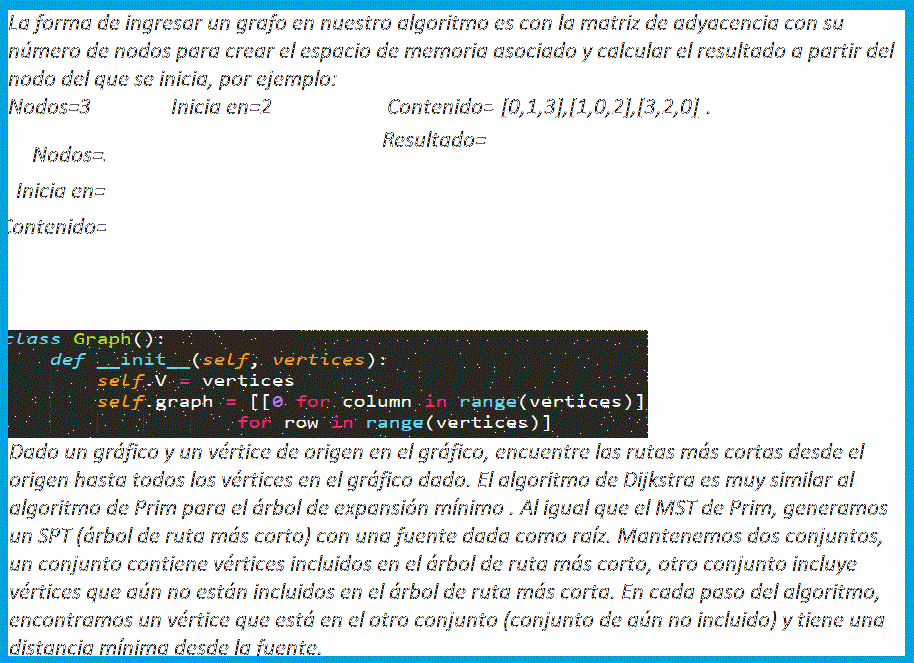 La forma de ingresar un grafo en nuestro algoritmo es con la matriz de adyacencia con su
número de nodos para crear el espacio de memoria asociado y calcular el resultado a partir del
nodo del que se inicia, por ejemplo:
Nodos=3 Inicia en=2 Contenido= [0,1,3],[1,0,2],[3,2,0] .
Resultado=
Nodos=
Inicia en=
Contenido=
class Graph():
def __init__(self, vertices):
self.V = vertices
self.graph = [[0 for column in range(vertices)]
for row in range(vertices)]
Dado un gráfico y un vértice de origen en el gráfico, encuentre las rutas más cortas desde el
origen hasta todos los vértices en el gráfico dado. El algoritmo de Dijkstra es muy similar al
algoritmo de Prim para el árbol de expansión mínimo . Al igual que el MST de Prim, generamos
un SPT (árbol de ruta más corto) con una fuente dada como raíz. Mantenemos dos conjuntos,
un conjunto contiene vértices incluidos en el árbol de ruta más corto, otro conjunto incluye
vértices que aún no están incluidos en el árbol de ruta más corta. En cada paso del algoritmo,
encontramos un vértice que está en el otro conjunto (conjunto de aún no incluido) y tiene una
distancia mínima desde la fuente.